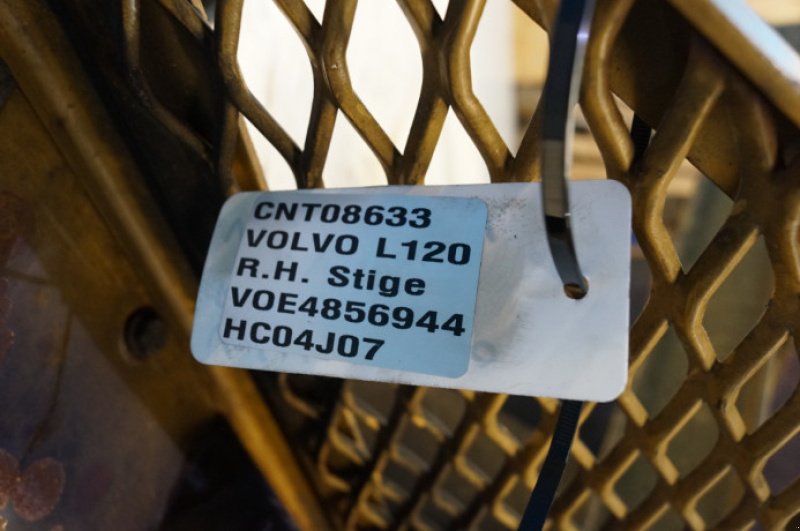 CNT08633
VOLVO L120
R.H. Stige
VOE4856944
HC04J07